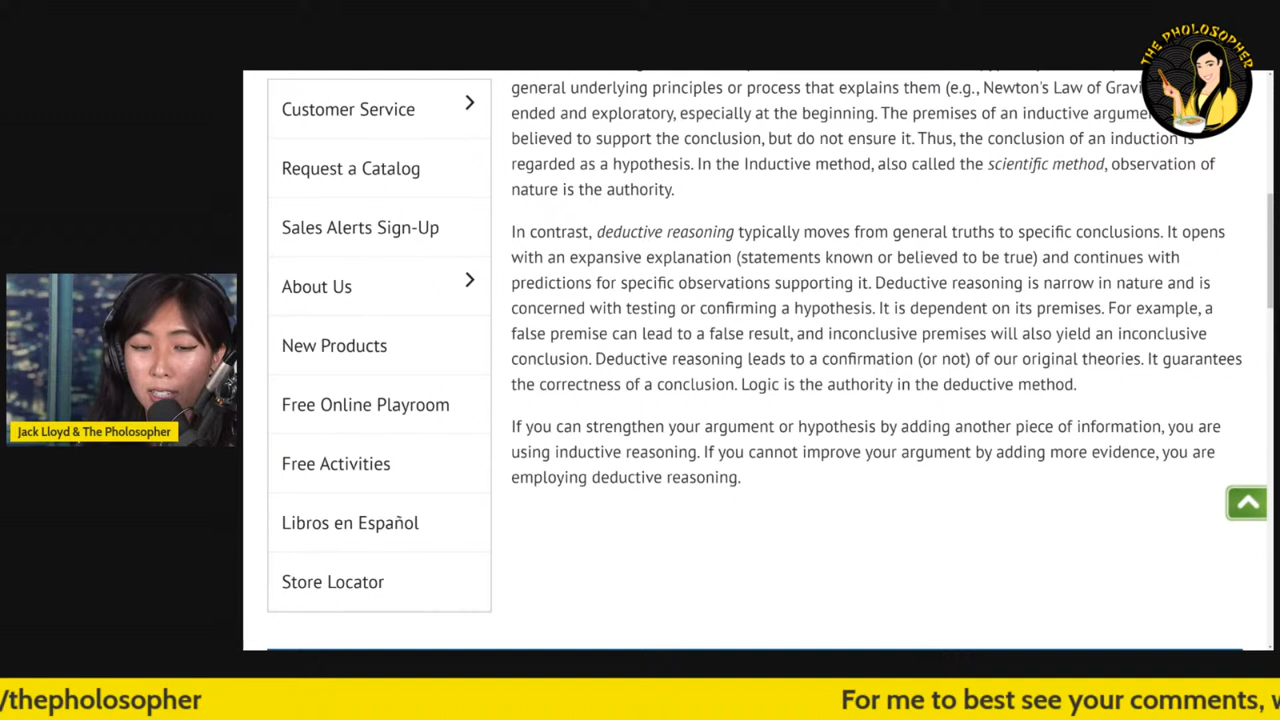 THE PHOLOSOPHER
general underlying principles or process that explains them (e.g., Newton's Law of
ended and exploratory, especially at the beginning. The premises of an inductive
believed to support the conclusion, but do not ensure it. Thus, the conclusion of an induction is
regarded as a hypothesis. In the Inductive method, also called the scientific method, observation of
nature is the authority.
In contrast, deductive reasoning typically moves from general truths to specific conclusions. It opens
with an expansive explanation (statements known or believed to be true) and continues with
predictions for specific observations supporting it. Deductive reasoning is narrow in nature and is
concerned with testing or confirming a hypothesis. It is dependent on its premises. For example, a
false premise can lead to a false result, and inconclusive premises will also yield an inconclusive
conclusion. Deductive reasoning leads to a confirmation (or not) of our original theories. It guarantees
the correctness of a conclusion. Logic is the authority in the deductive method.
If you can strengthen your argument or hypothesis by adding another piece of information, you are
using inductive reasoning. If you cannot improve your argument by adding more evidence, you are
employing deductive reasoning.
Customer Service
Request a Catalog
Sales Alerts Sign-Up
About Us
New Products
Free Online Playroom
Free Activities
Libros en Español
Store Locator
Jack Lloyd & The Pholosopher
/thepholosopher
For me to best see your comments,